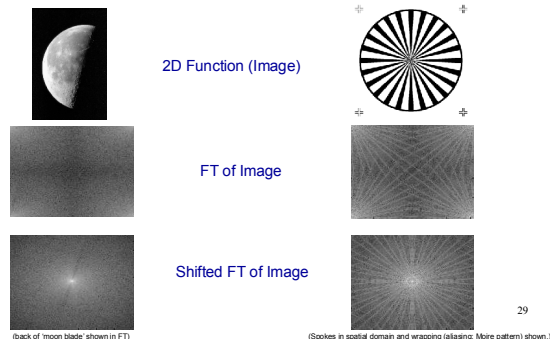 2D Function (Image)
FT of Image
Shifted FT of Image
29
(back of 'moon blade' shown in FT)
(Spokes in spatial domain and wrapping (aliasing: Moire pattern) shown.)